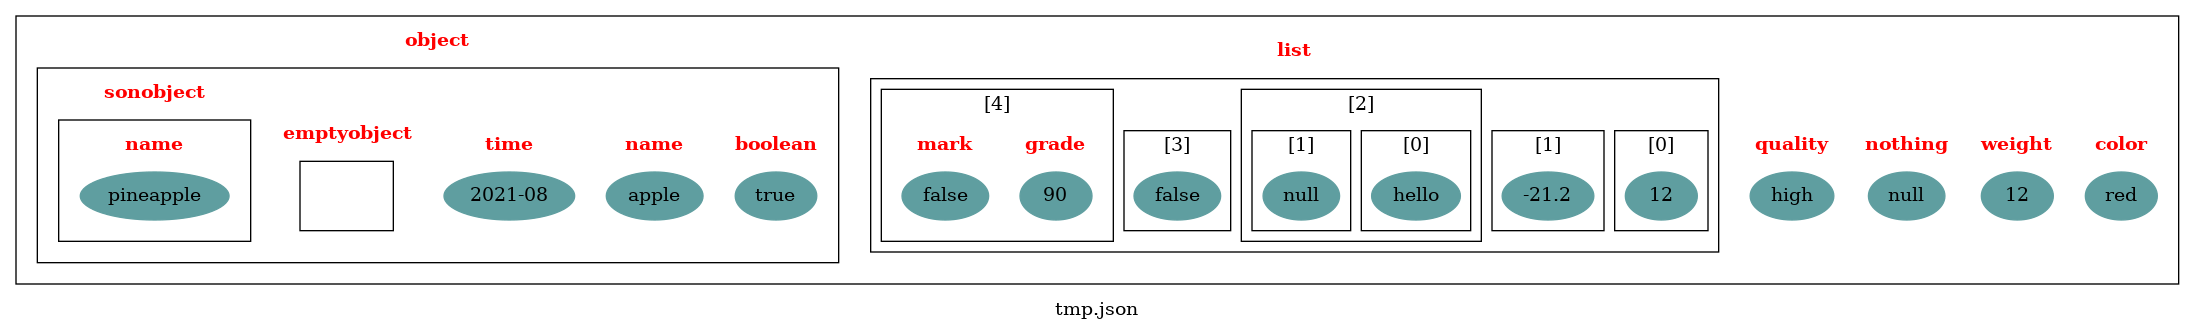 object
list
sonobject
[4]
[2]
emptyobject
name
time
name
boolean
mark
grade
[3]
[1]
[0]
[1]
[0]
quality
nothing
weight
color
pineapple
2021-08
apple
true
false
90
false
null
hello
-21.2
12
high
null
12
red
tmp.json